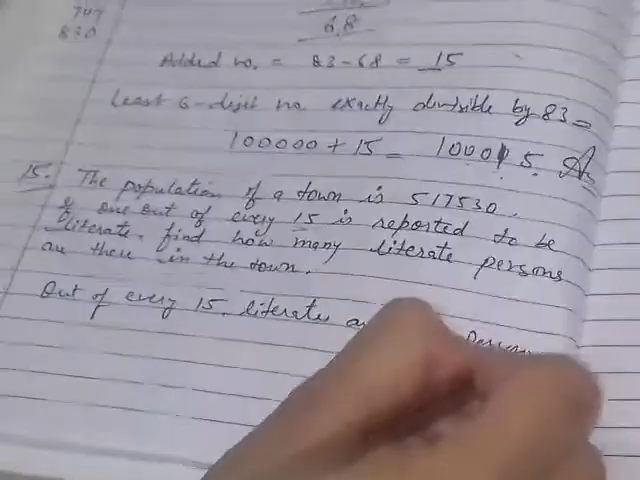 747
830
68
Added no. = 83-68 = 15
Least 6-digit no. exactly divisible by 83 =
100000 + 15 = 100015. Ans
15. The population of a town is 517530.
If one out of every 15 is reported to be
literate, find how many literate persons
are there in the town.
Out of every 15, literate